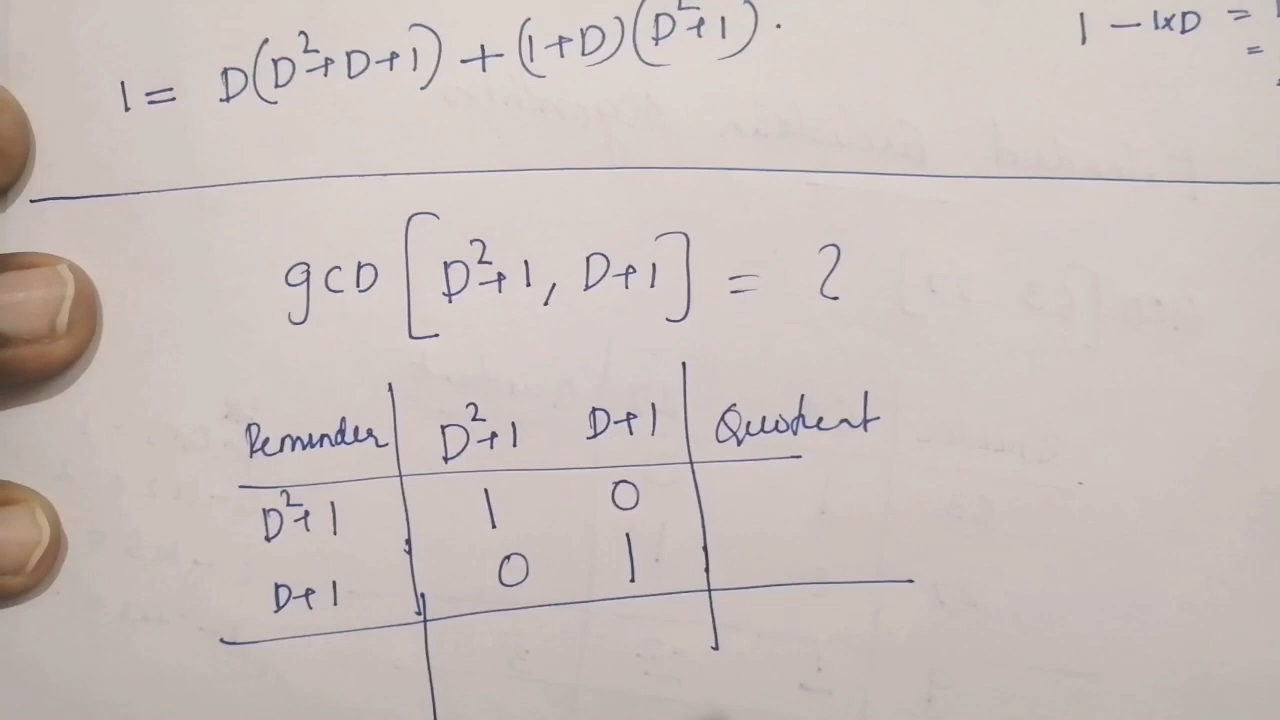 1 = D(D²+D+1) + (1+D)(D²+1).
1 - 1xD =
=
gCD [D²+1, D+1] = ?
Reminder D²+1 D+1 Quotient
D²+1 1 0
D+1 0 1